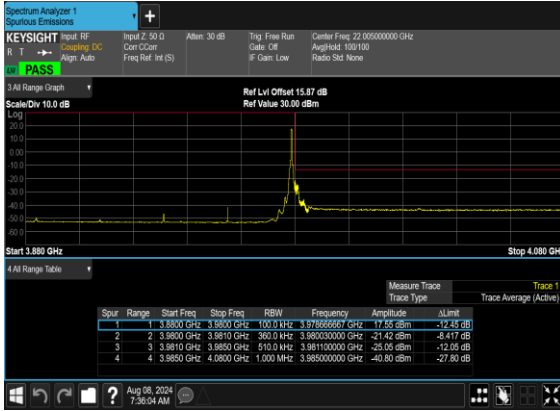 Spectrum Analyzer 1
Spurious Emissions
+
KEYSIGHT Input: RF Input Z: 50 Ω Atten: 30 dB Trig: Free Run Center Freq: 22.005000000 GHz
R T Coupling: DC Corr CCorr Gate: Off Avg|Hold: 100/100
Align: Auto Freq Ref: Int (S) IF Gain: Low Radio Std: None
PASS
3 All Range Graph
Ref Lvl Offset 15.87 dB
Scale/Div 10.0 dB Ref Value 30.00 dBm
Log
20.0
10.0
0.00
-10.0
-20.0
-30.0
-40.0
-50.0
-60.0
Start 3.880 GHz Stop 4.080 GH
4 All Range Table
Measure Trace Trace 1
Trace Type Trace Average (Active)
Spur Range Start Freq Stop Freq RBW Frequency Amplitude ΔLimit
1 1 3.8800 GHz 3.9800 GHz 100.0 kHz 3.978666667 GHz 17.55 dBm -12.45 dB
2 2 3.9800 GHz 3.9810 GHz 360.0 kHz 3.980030000 GHz -21.42 dBm -8.417 dB
3 3 3.9810 GHz 3.9850 GHz 510.0 kHz 3.981100000 GHz -25.05 dBm -12.05 dB
4 4 3.9850 GHz 4.0800 GHz 1.000 MHz 3.985000000 GHz -40.80 dBm -27.80 dB
? Aug 08, 2024
7:36:04 AM